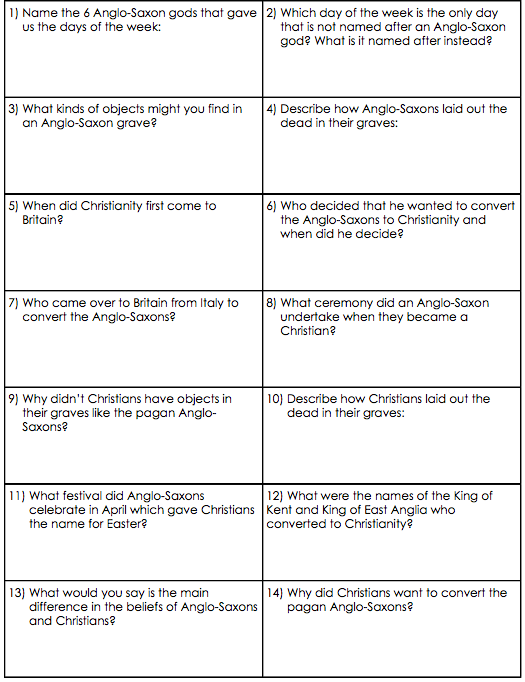 1) Name the 6 Anglo-Saxon gods that gave
us the days of the week:
2) Which day of the week is the only day
that is not named after an Anglo-Saxon
god? What is it named after instead?
3) What kinds of objects might you find in
an Anglo-Saxon grave?
4) Describe how Anglo-Saxons laid out the
dead in their graves:
5) When did Christianity first come to
Britain?
6) Who decided that he wanted to convert
the Anglo-Saxons to Christianity and
when did he decide?
7) Who came over to Britain from Italy to
convert the Anglo-Saxons?
8) What ceremony did an Anglo-Saxon
undertake when they became a
Christian?
9) Why didn't Christians have objects in
their graves like the pagan Anglo-
Saxons?
10) Describe how Christians laid out the
dead in their graves:
11) What festival did Anglo-Saxons
celebrate in April which gave Christians
the name for Easter?
12) What were the names of the King of
Kent and King of East Anglia who
converted to Christianity?
13) What would you say is the main
difference in the beliefs of Anglo-Saxons
and Christians?
14) Why did Christians want to convert the
pagan Anglo-Saxons?